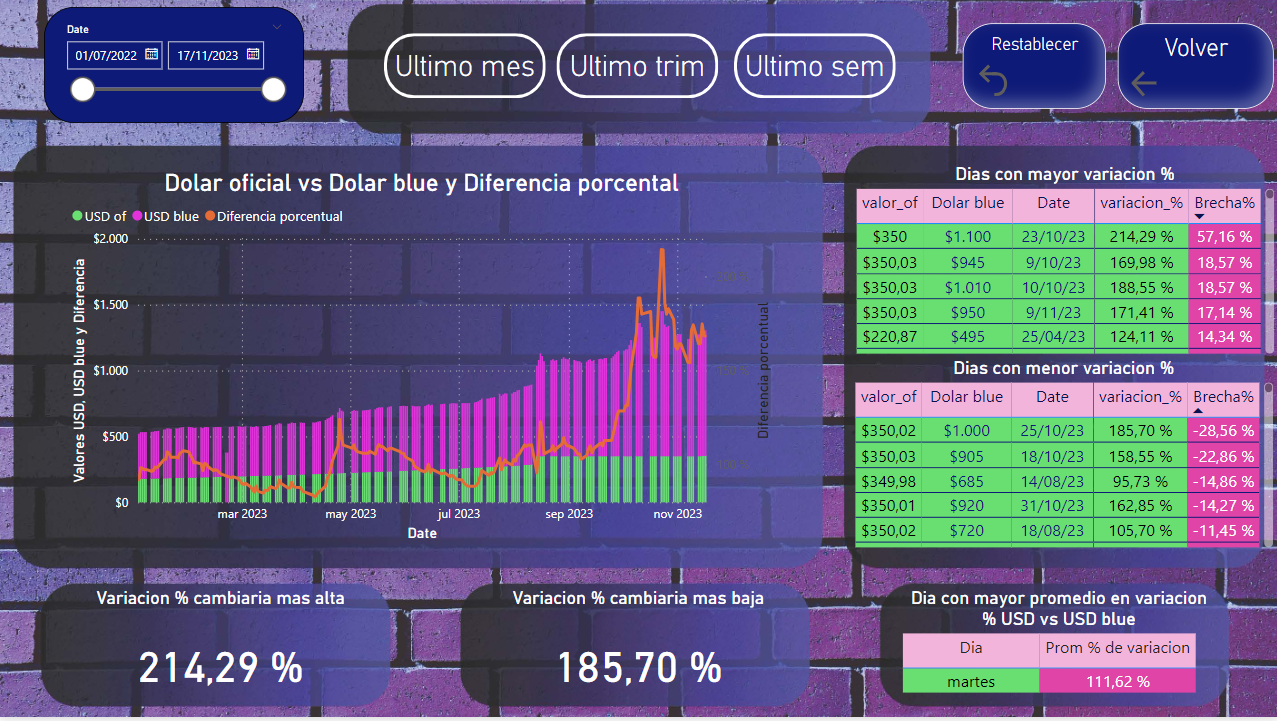 Date
01/07/2022 17/11/2023
Ultimo mes Ultimo trim Ultimo sem
Restablecer
Volver
Dolar oficial vs Dolar blue y Diferencia porcental
USD of USD blue Diferencia porcentual
Valores USD, USD blue y Diferencia
$2.000
$1.500
$1.000
$500
$0
200 %
100 %
Diferencia porcentual
mar 2023 may 2023 jul 2023 sep 2023 nov 2023
Date
Dias con mayor variacion %
valor_of Dolar blue Date variacion_% Brecha%
$350 $1.100 23/10/23 214,29 % 57,16 %
$350,03 $945 9/10/23 169,98 % 18,57 %
$350,03 $1.010 10/10/23 188,55 % 18,57 %
$350,03 $950 9/11/23 171,41 % 17,14 %
$220,87 $495 25/04/23 124,11 % 14,34 %
Dias con menor variacion %
valor_of Dolar blue Date variacion_% Brecha%
$350,02 $1.000 25/10/23 185,70 % -28,56 %
$350,03 $905 18/10/23 158,55 % -22,86 %
$349,98 $685 14/08/23 95,73 % -14,86 %
$350,01 $920 31/10/23 162,85 % -14,27 %
$350,02 $720 18/08/23 105,70 % -11,45 %
Variacion % cambiaria mas alta
214,29 %
Variacion % cambiaria mas baja
185,70 %
Dia con mayor promedio en variacion
% USD vs USD blue
Dia Prom % de variacion
martes 111,62 %